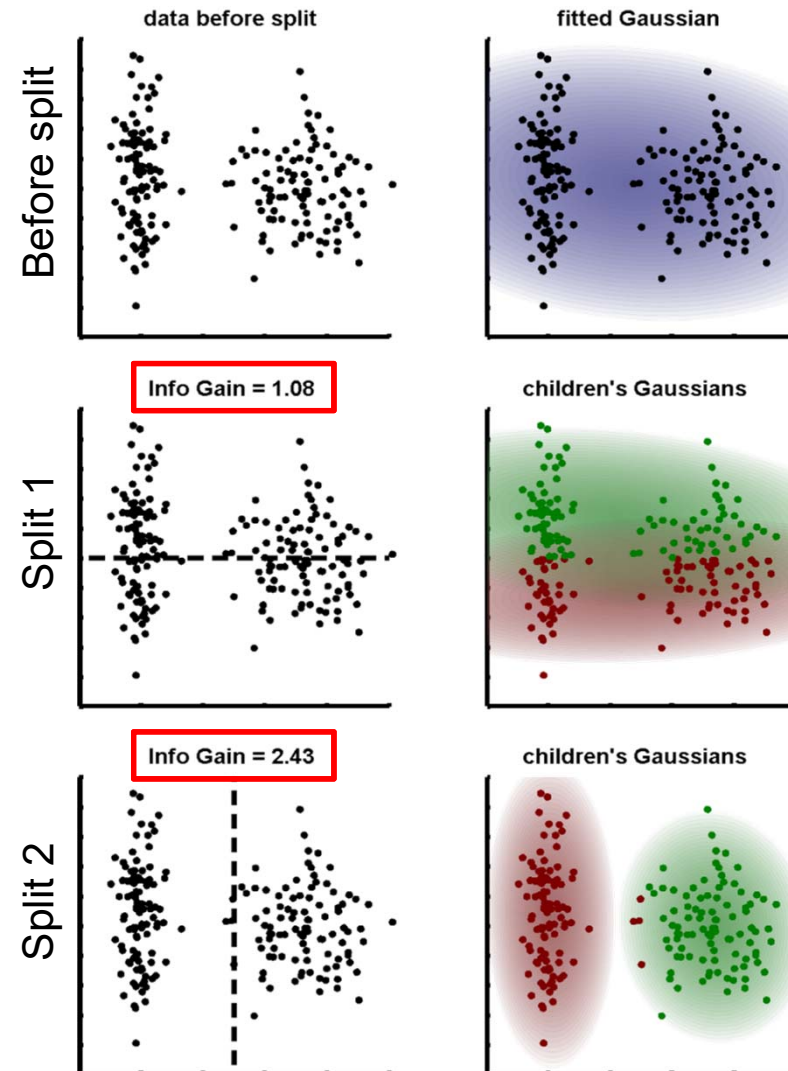 data before split
fitted Gaussian
Before split
Info Gain = 1.08
children's Gaussians
Split 1
Info Gain = 2.43
children's Gaussians
Split 2